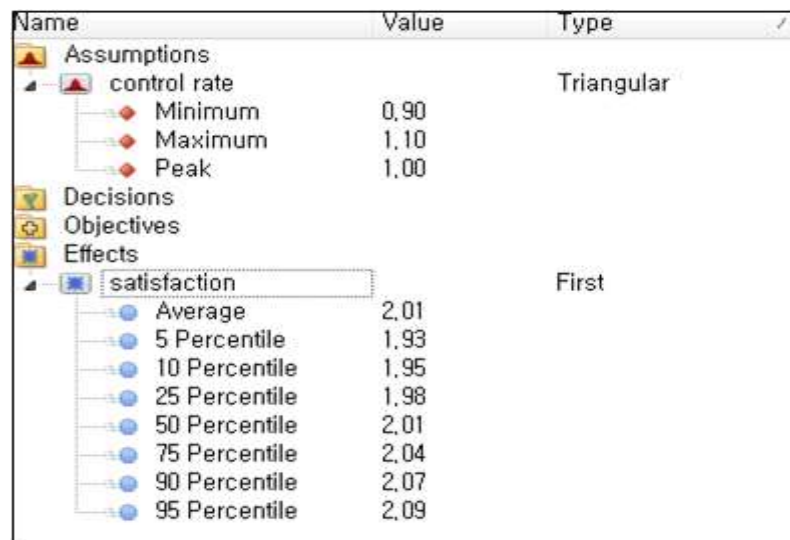 Name Value Type
Assumptions
control rate Triangular
Minimum 0,90
Maximum 1,10
Peak 1,00
Decisions
Objectives
Effects
satisfaction First
Average 2,01
5 Percentile 1,93
10 Percentile 1,95
25 Percentile 1,98
50 Percentile 2,01
75 Percentile 2,04
90 Percentile 2,07
95 Percentile 2,09